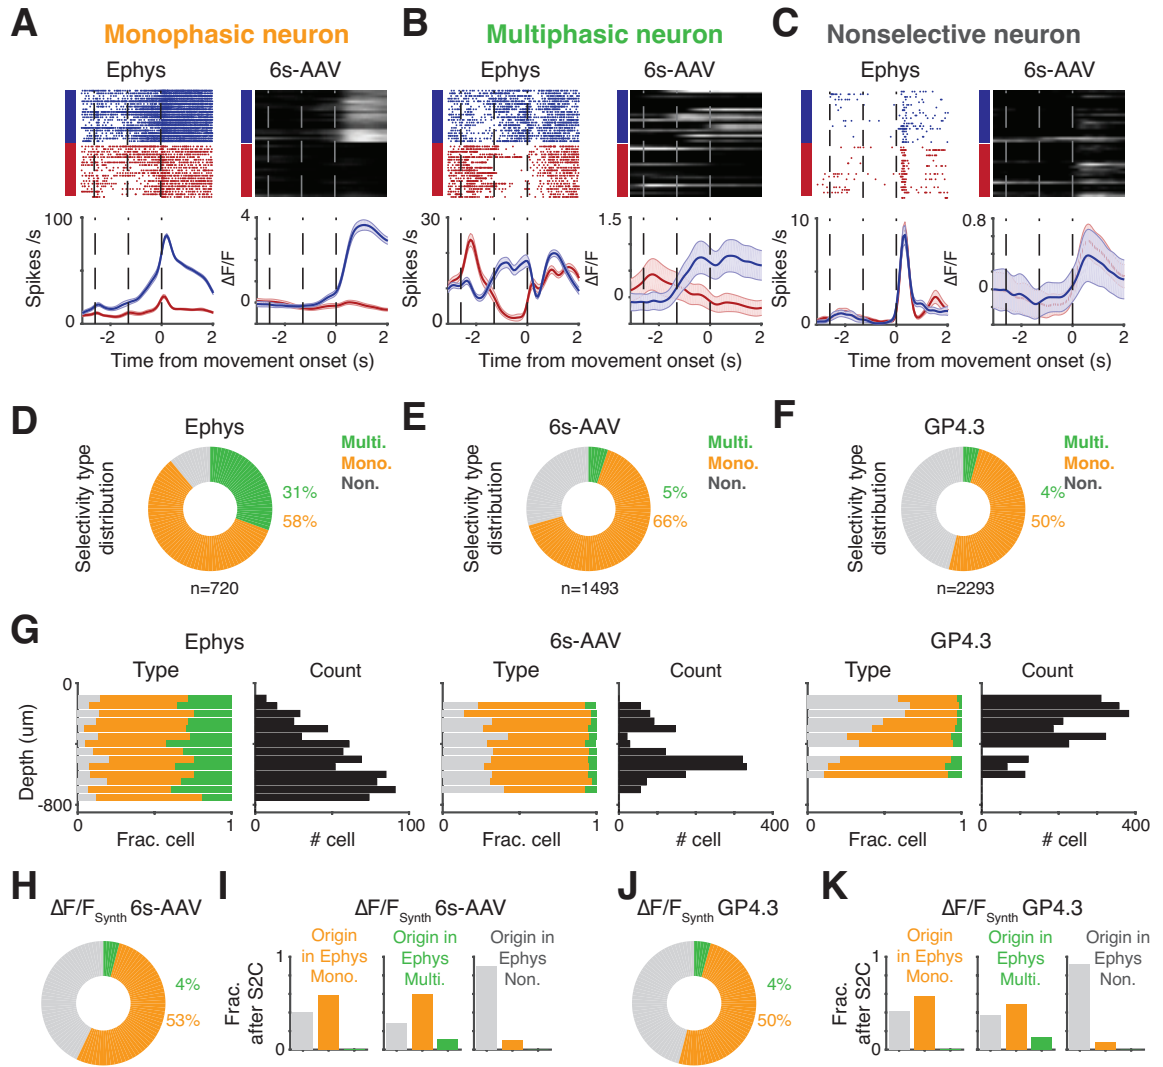 A
Monophasic neuron
Ephys
6s-AAV
100
Spikes /s
0
4
ΔF/F
0
-2
0
2
-2
0
2
Time from movement onset (s)
B
Multiphasic neuron
Ephys
6s-AAV
30
Spikes /s
0
1.5
ΔF/F
0
-2
0
2
-2
0
2
Time from movement onset (s)
C
Nonselective neuron
Ephys
6s-AAV
10
Spikes /s
0
0.8
ΔF/F
0
-2
0
2
-2
0
2
Time from movement onset (s)
D
Ephys
Selectivity type
distribution
Multi.
Mono.
Non.
31%
58%
n=720
E
6s-AAV
Selectivity type
distribution
Multi.
Mono.
Non.
5%
66%
n=1493
F
GP4.3
Selectivity type
distribution
Multi.
Mono.
Non.
4%
50%
n=2293
G
Ephys
Type
Count
0
Depth (um)
-800
0
1
Frac. cell
0
100
# cell
6s-AAV
Type
Count
0
1
Frac. cell
0
400
# cell
GP4.3
Type
Count
0
1
Frac. cell
0
400
# cell
H
ΔF/FSynth 6s-AAV
4%
53%
I
ΔF/FSynth 6s-AAV
1
Frac.
after S2C
0
Origin
in Ephys
Mono.
Origin in
Ephys
Multi.
Origin in
Ephys
Non.
J
ΔF/FSynth GP4.3
4%
50%
K
ΔF/FSynth GP4.3
1
Frac.
after S2C
0
Origin
in Ephys
Mono.
Origin in
Ephys
Multi.
Origin in
Ephys
Non.